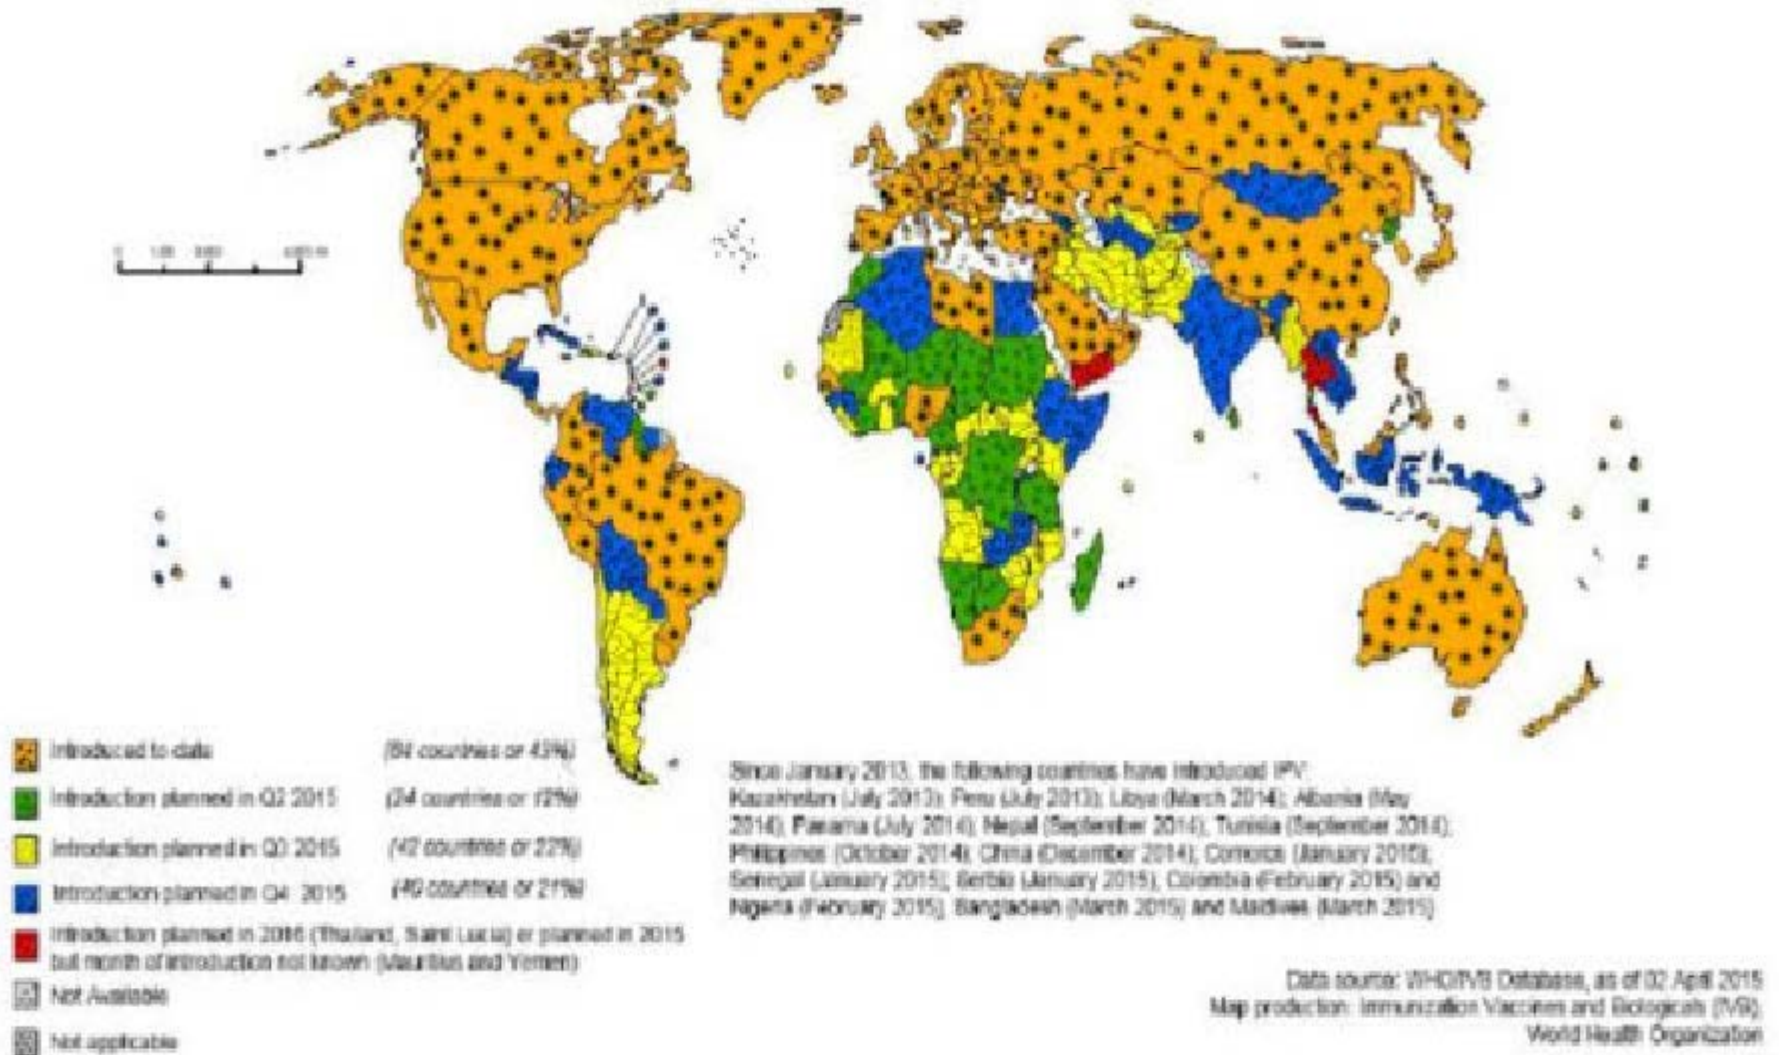 Introduced to date (84 countries or 43%)
Introduction planned in Q2 2015 (24 countries or 12%)
Introduction planned in Q3 2015 (42 countries or 22%)
Introduction planned in Q4 2015 (40 countries or 21%)
Introduction planned in 2016 (Thailand, Saint Lucia) or planned in 2015
but month of introduction not known (Mauritius and Yemen)
Not Available
Not applicable
Since January 2013, the following countries have introduced IPV:
Kazakhstan (July 2013); Peru (July 2013); Libya (March 2014); Albania (May
2014); Panama (July 2014); Nepal (September 2014); Tunisia (September 2014);
Philippines (October 2014); China (December 2014); Comoros (January 2015);
Senegal (January 2015); Serbia (January 2015); Colombia (February 2015) and
Nigeria (February 2015); Bangladesh (March 2015) and Maldives (March 2015)
Data source: WHO/IVB Database, as of 02 April 2015
Map production: Immunization Vaccines and Biologicals (IVB),
World Health Organization